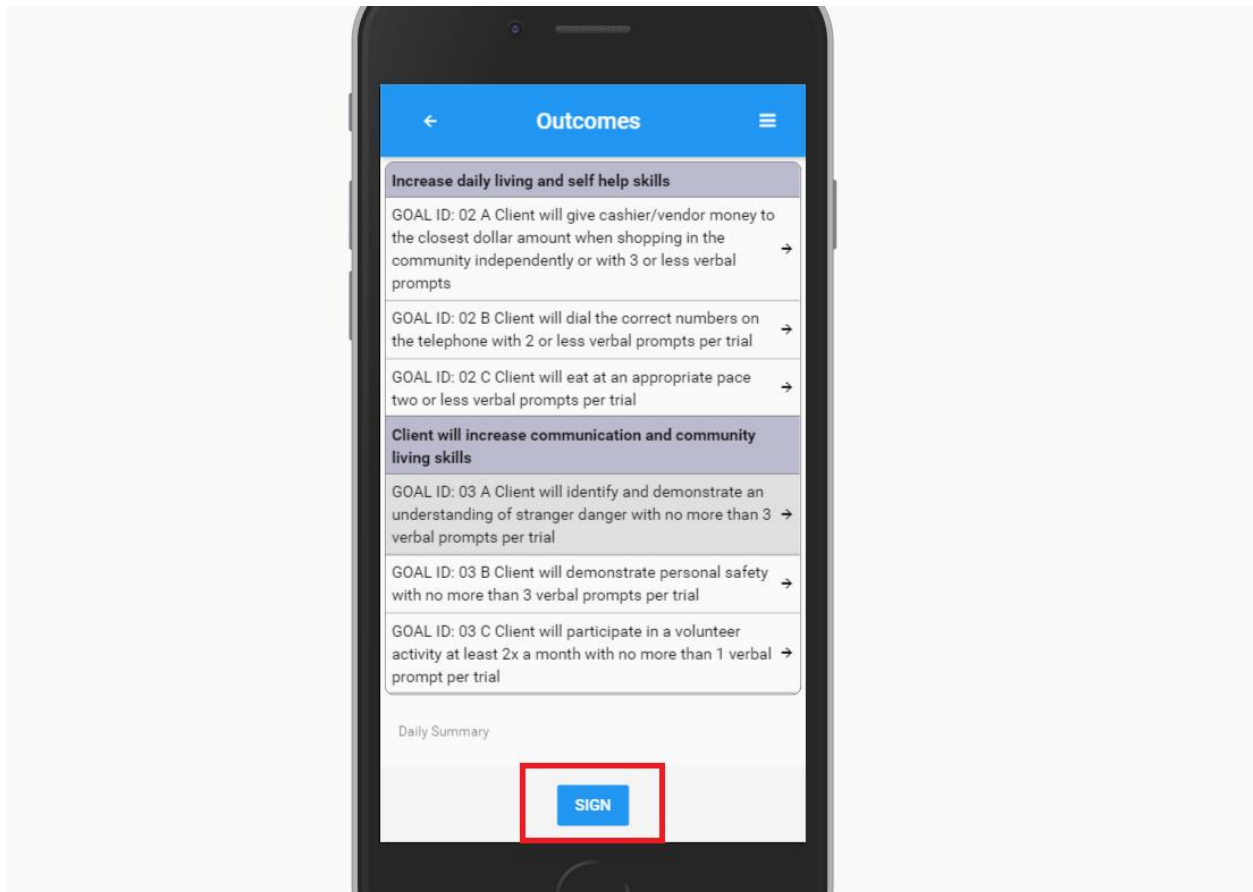 Outcomes
Increase daily living and self help skills
GOAL ID: 02 A Client will give cashier/vendor money to
the closest dollar amount when shopping in the
community independently or with 3 or less verbal
prompts
GOAL ID: 02 B Client will dial the correct numbers on
the telephone with 2 or less verbal prompts per trial
GOAL ID: 02 C Client will eat at an appropriate pace
two or less verbal prompts per trial
Client will increase communication and community
living skills
GOAL ID: 03 A Client will identify and demonstrate an
understanding of stranger danger with no more than 3
verbal prompts per trial
GOAL ID: 03 B Client will demonstrate personal safety
with no more than 3 verbal prompts per trial
GOAL ID: 03 C Client will participate in a volunteer
activity at least 2x a month with no more than 1 verbal
prompt per trial
Daily Summary
SIGN